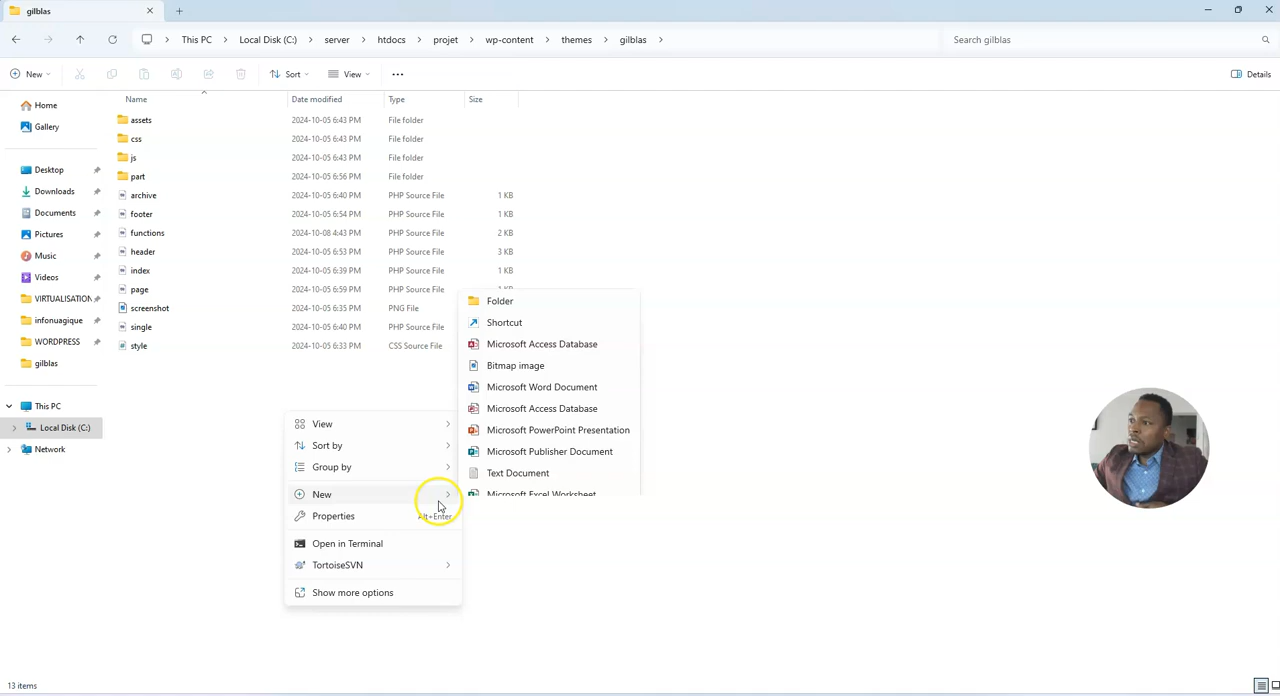 gilblas
This PC > Local Disk (C:) > server > htdocs > projet > wp-content > themes > gilblas >
Search gilblas
New
Sort
View
Details
Name
Date modified
Type
Size
Home
Gallery
Desktop
Downloads
Documents
Pictures
Music
Videos
VIRTUALISATION
infonuagique
WORDPRESS
gilblas
This PC
Local Disk (C:)
Network
assets 2024-10-05 6:43 PM File folder
css 2024-10-05 6:43 PM File folder
js 2024-10-05 6:43 PM File folder
part 2024-10-05 6:56 PM File folder
archive 2024-10-05 6:40 PM PHP Source File 1 KB
footer 2024-10-05 6:54 PM PHP Source File 1 KB
functions 2024-10-08 4:43 PM PHP Source File 2 KB
header 2024-10-05 6:53 PM PHP Source File 3 KB
index 2024-10-05 6:39 PM PHP Source File 1 KB
page 2024-10-05 6:59 PM PHP Source File 1 KB
screenshot 2024-10-05 6:35 PM PNG File
single 2024-10-05 6:40 PM PHP Source File
style 2024-10-05 6:33 PM CSS Source File
View
Sort by
Group by
New
Properties Alt+Enter
Open in Terminal
TortoiseSVN
Show more options
Folder
Shortcut
Microsoft Access Database
Bitmap image
Microsoft Word Document
Microsoft Access Database
Microsoft PowerPoint Presentation
Microsoft Publisher Document
Text Document
Microsoft Excel Worksheet
13 items